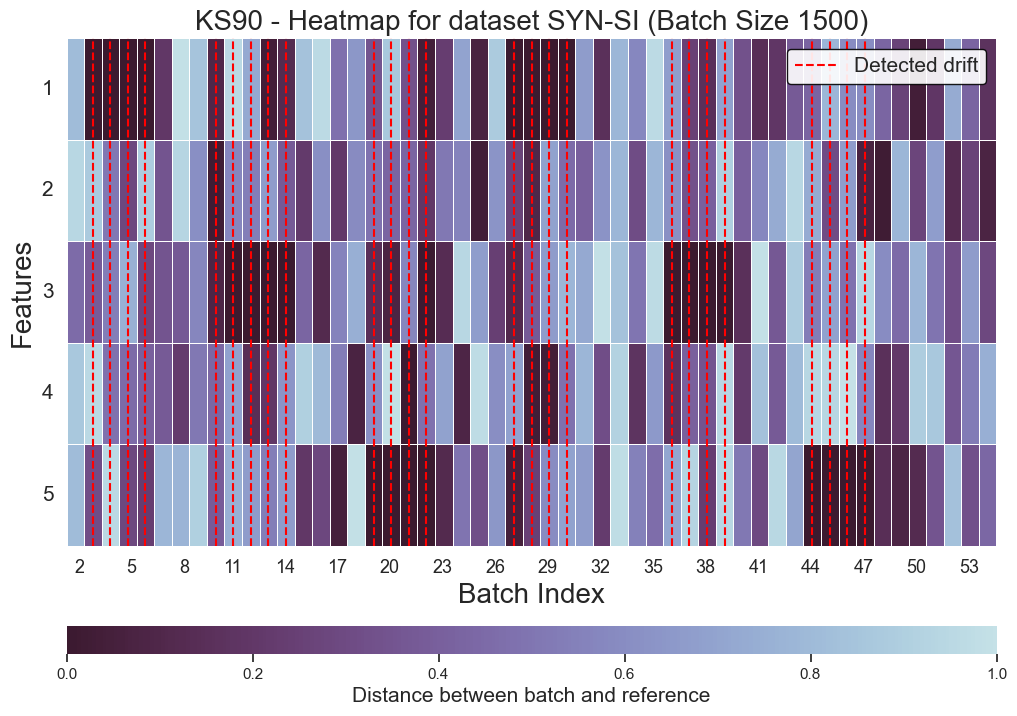 KS90 - Heatmap for dataset SYN-SI (Batch Size 1500)
Detected drift
Features
1
2
3
4
5
2 5 8 11 14 17 20 23 26 29 32 35 38 41 44 47 50 53
Batch Index
0.0 0.2 0.4 0.6 0.8 1.0
Distance between batch and reference